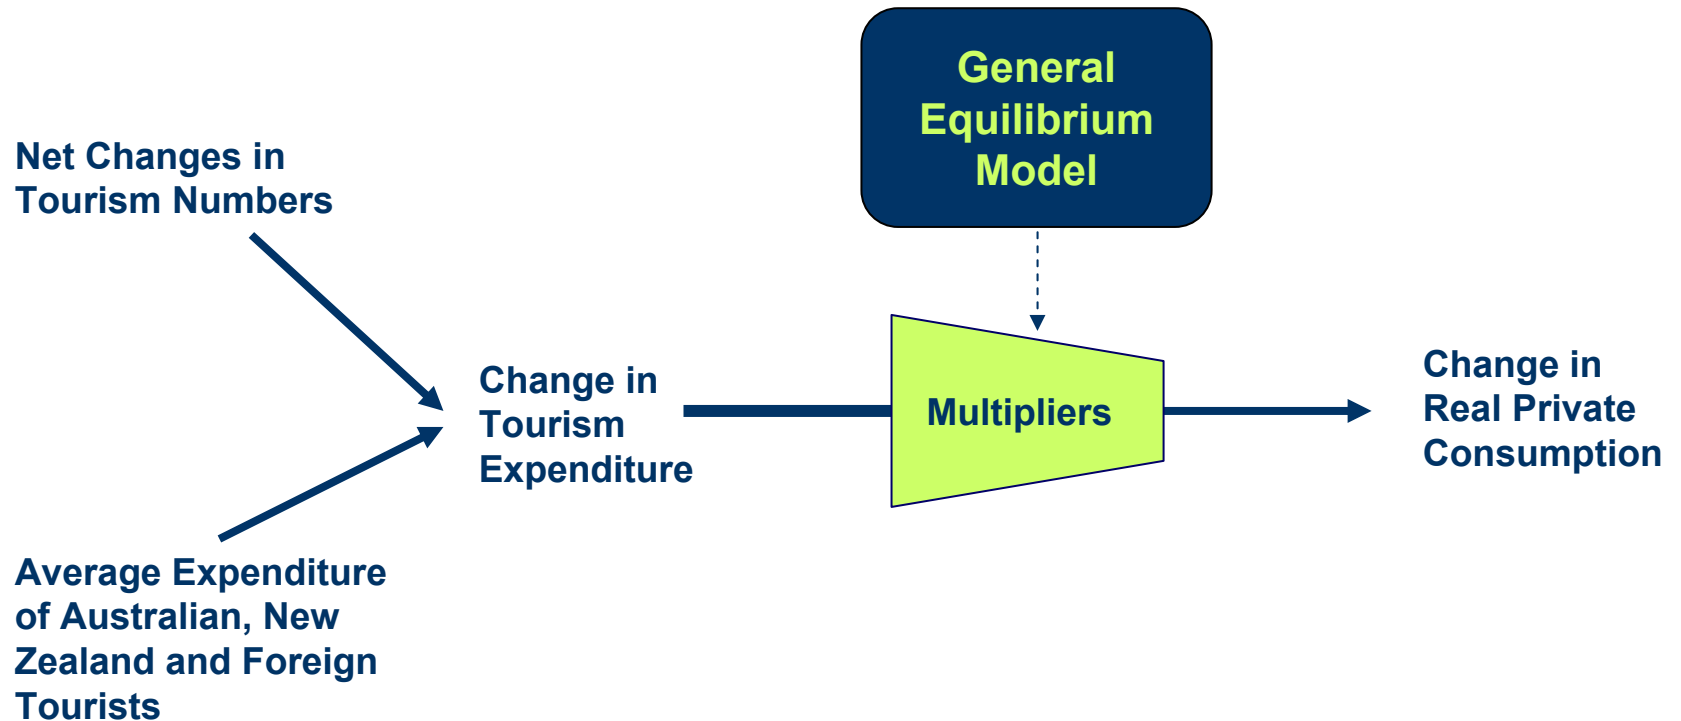 General
Equilibrium
Model
Net Changes in
Tourism Numbers
Change in
Tourism
Expenditure
Multipliers
Change in
Real Private
Consumption
Average Expenditure
of Australian, New
Zealand and Foreign
Tourists